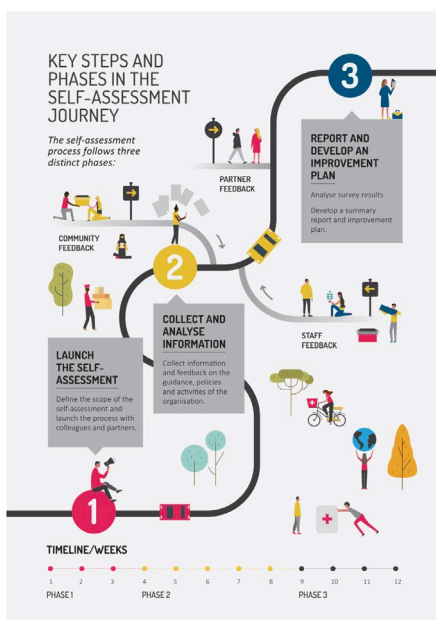 KEY STEPS AND
PHASES IN THE
SELF-ASSESSMENT
JOURNEY
The self-assessment
process follows three
distinct phases:
3
REPORT AND
DEVELOP AN
IMPROVEMENT
PLAN
Analyse survey results.
Develop a summary
report and improvement
plan.
PARTNER
FEEDBACK
COMMUNITY
FEEDBACK
2
COLLECT AND
ANALYSE
INFORMATION
Collect information
and feedback on the
guidance, policies
and activities of the
organisation.
STAFF
FEEDBACK
LAUNCH
THE SELF-
ASSESSMENT
Define the scope of the
self-assessment and
launch the process with
colleagues and partners.
1
TIMELINE/WEEKS
1 2 3 4 5 6 7 8 9 10 11 12
PHASE 1 PHASE 2 PHASE 3